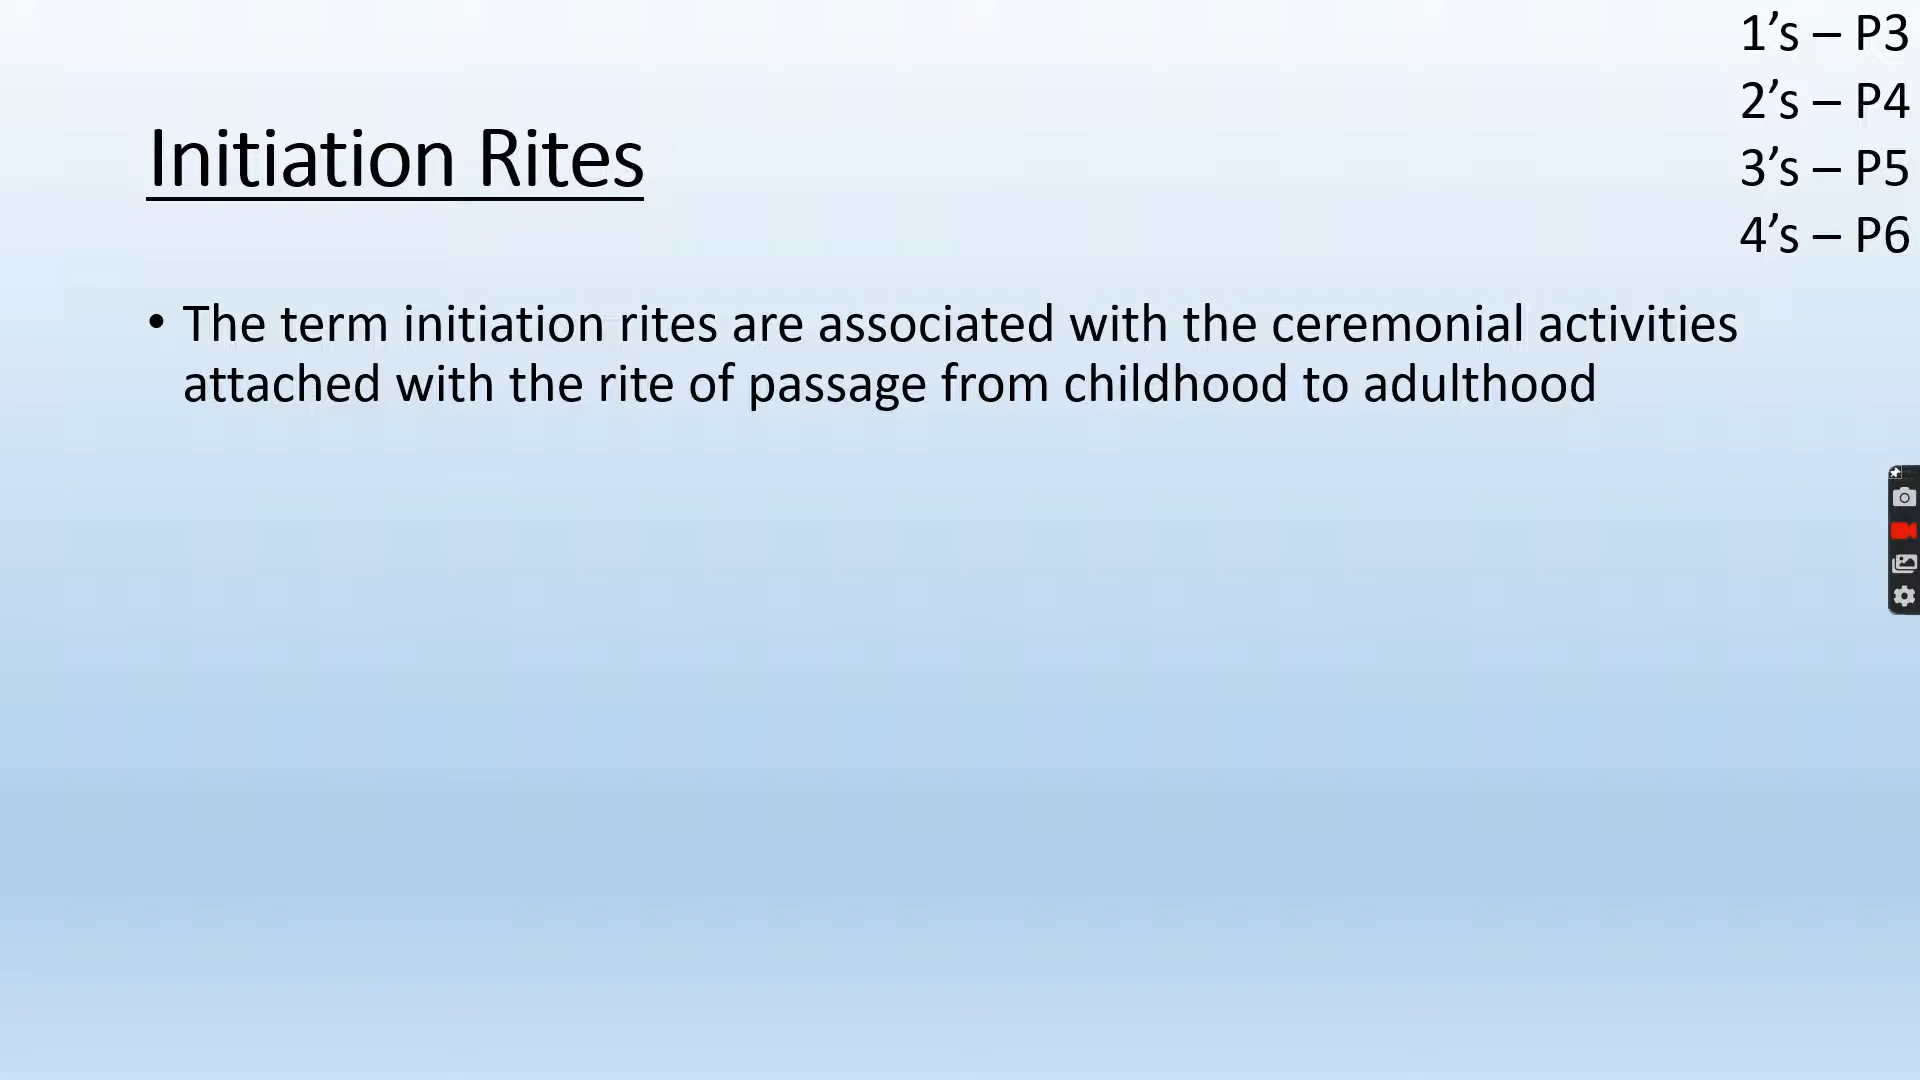 1’s – P3
2’s – P4
3’s – P5
4’s – P6
Initiation Rites
• The term initiation rites are associated with the ceremonial activities
attached with the rite of passage from childhood to adulthood